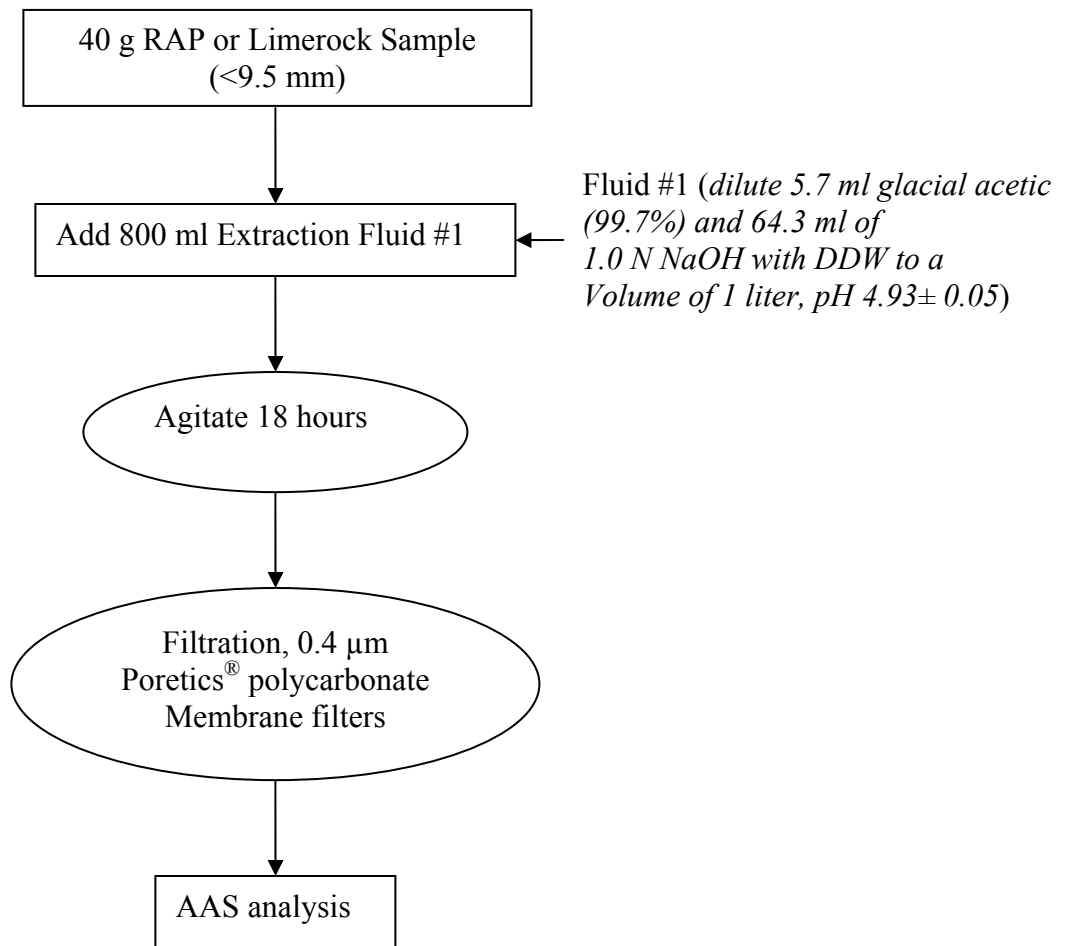 40 g RAP or Limerock Sample
(<9.5 mm)
Add 800 ml Extraction Fluid #1
Fluid #1 (dilute 5.7 ml glacial acetic
(99.7%) and 64.3 ml of
1.0 N NaOH with DDW to a
Volume of 1 liter, pH 4.93± 0.05)
Agitate 18 hours
Filtration, 0.4 µm
Poretics® polycarbonate
Membrane filters
AAS analysis